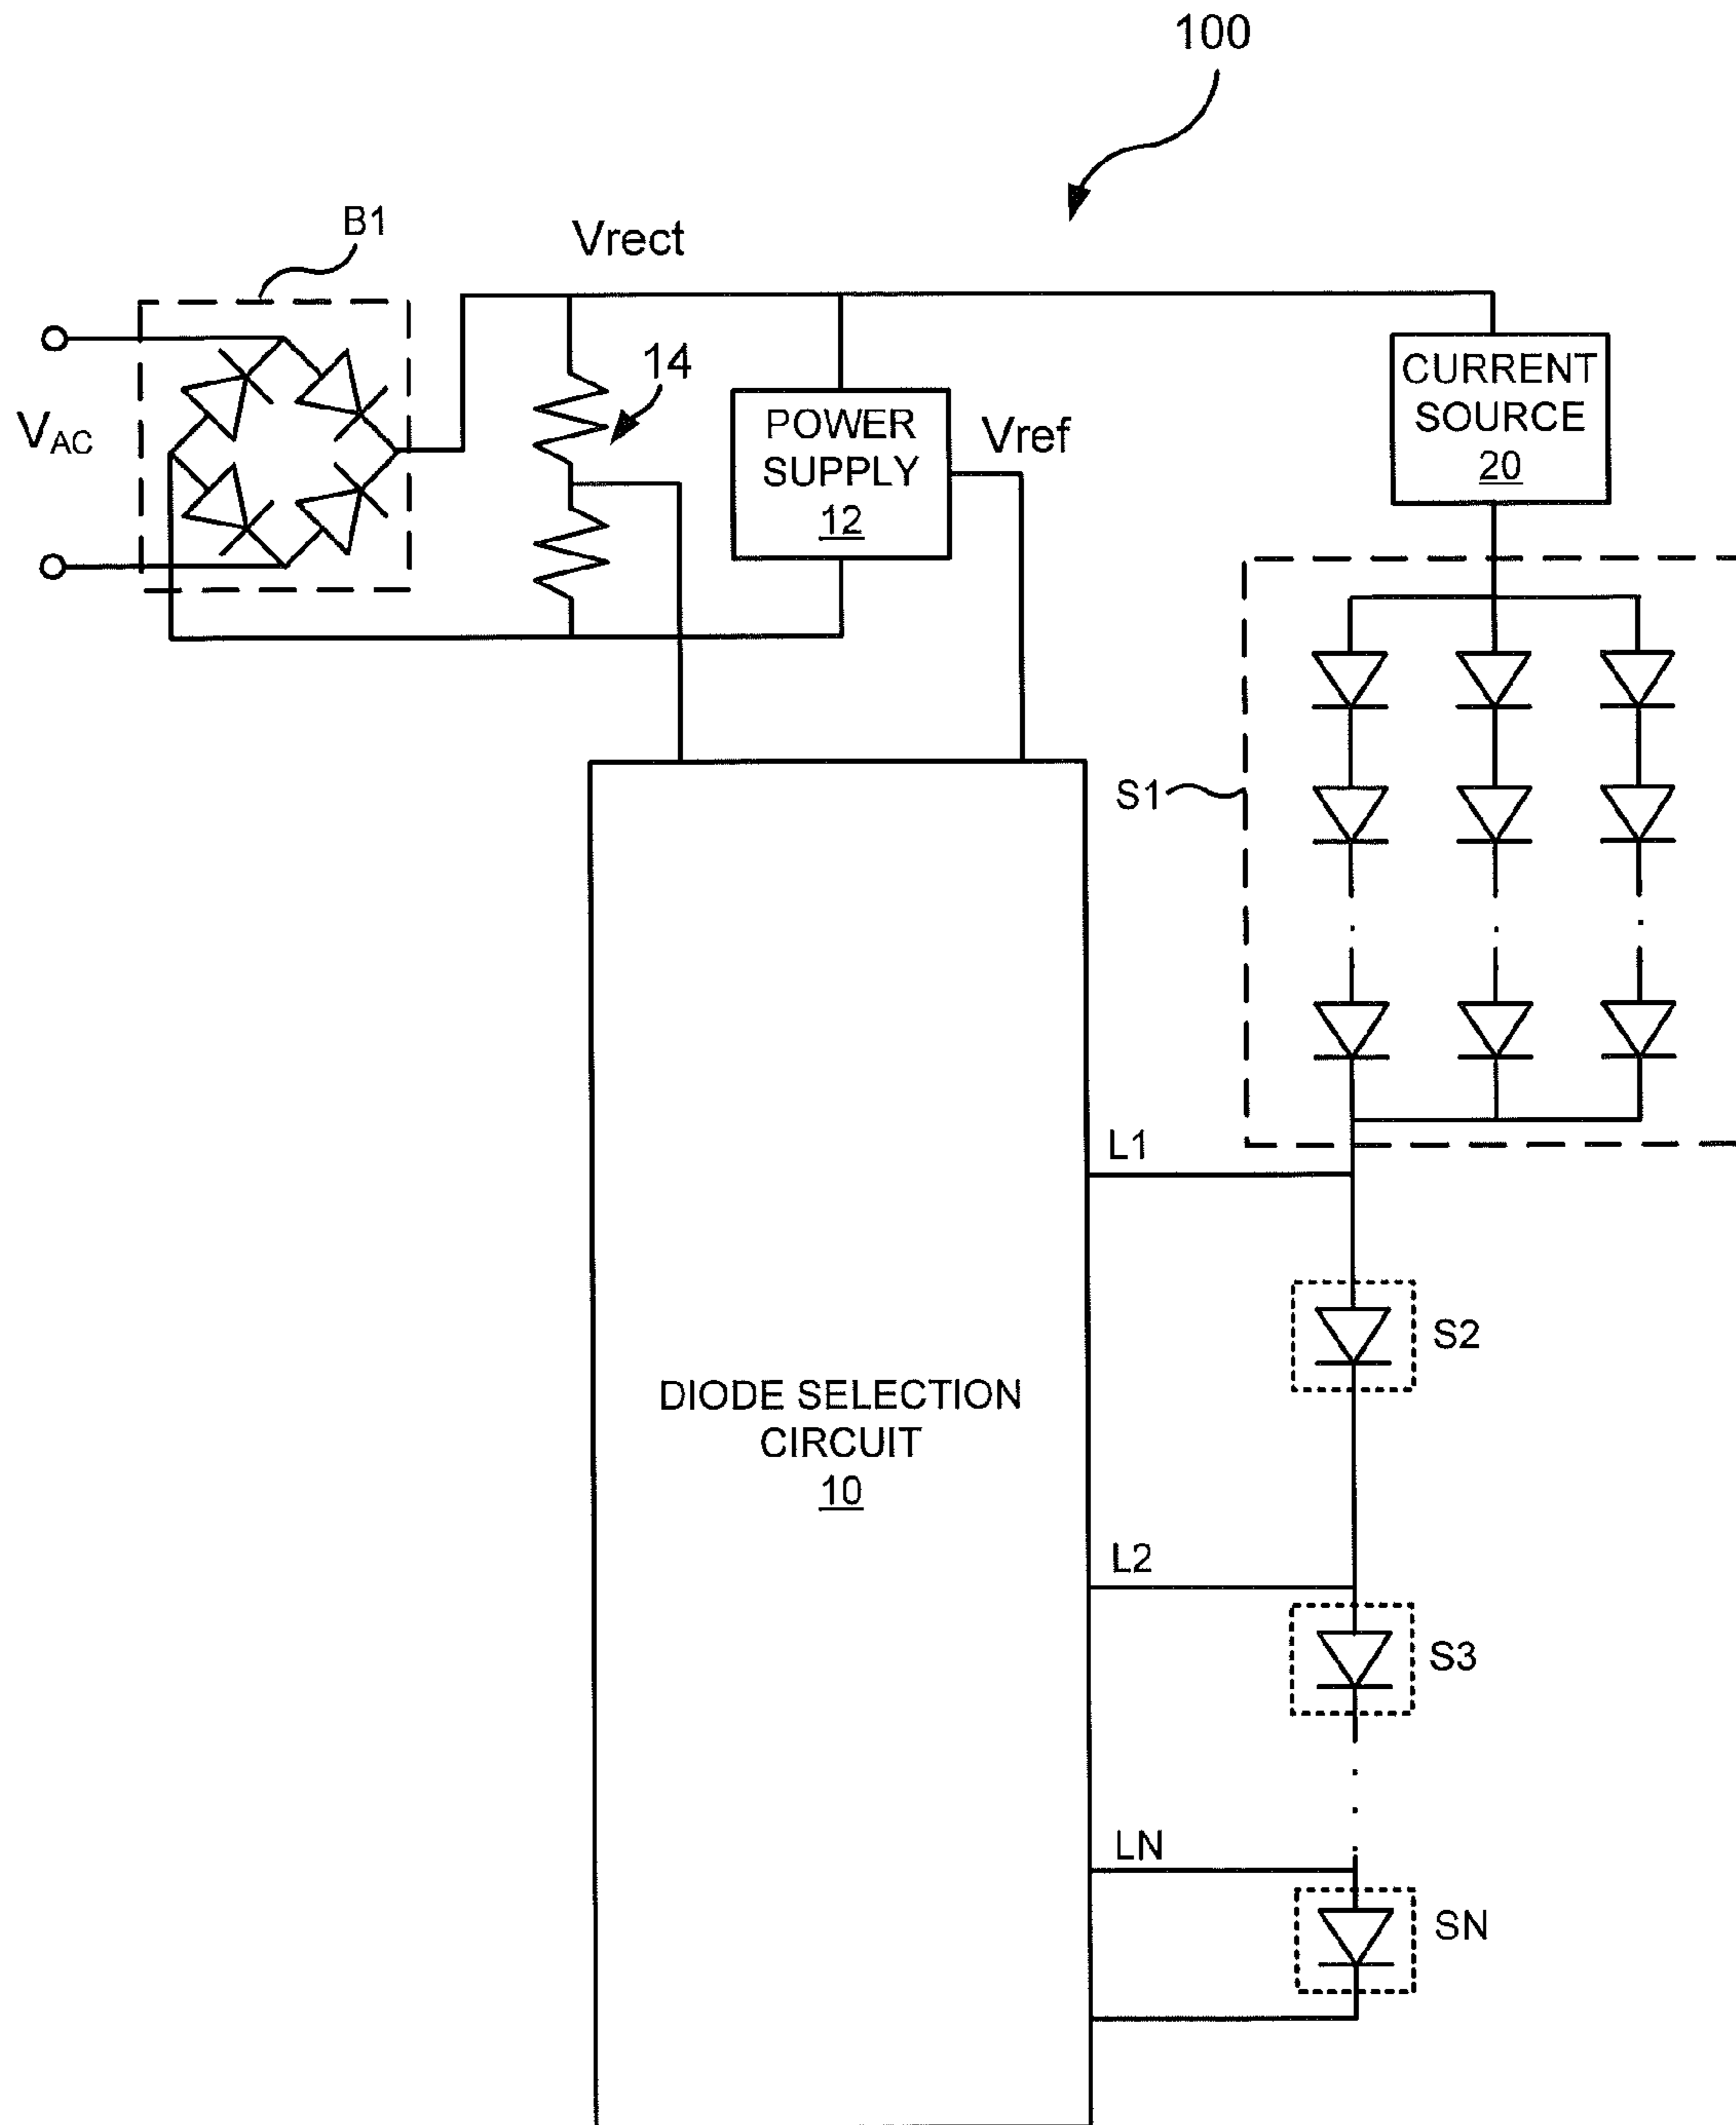 100
B1
Vrect
14
VAC
POWER
SUPPLY
12
Vref
CURRENT
SOURCE
20
S1
L1
S2
DIODE SELECTION
CIRCUIT
10
L2
S3
LN
SN